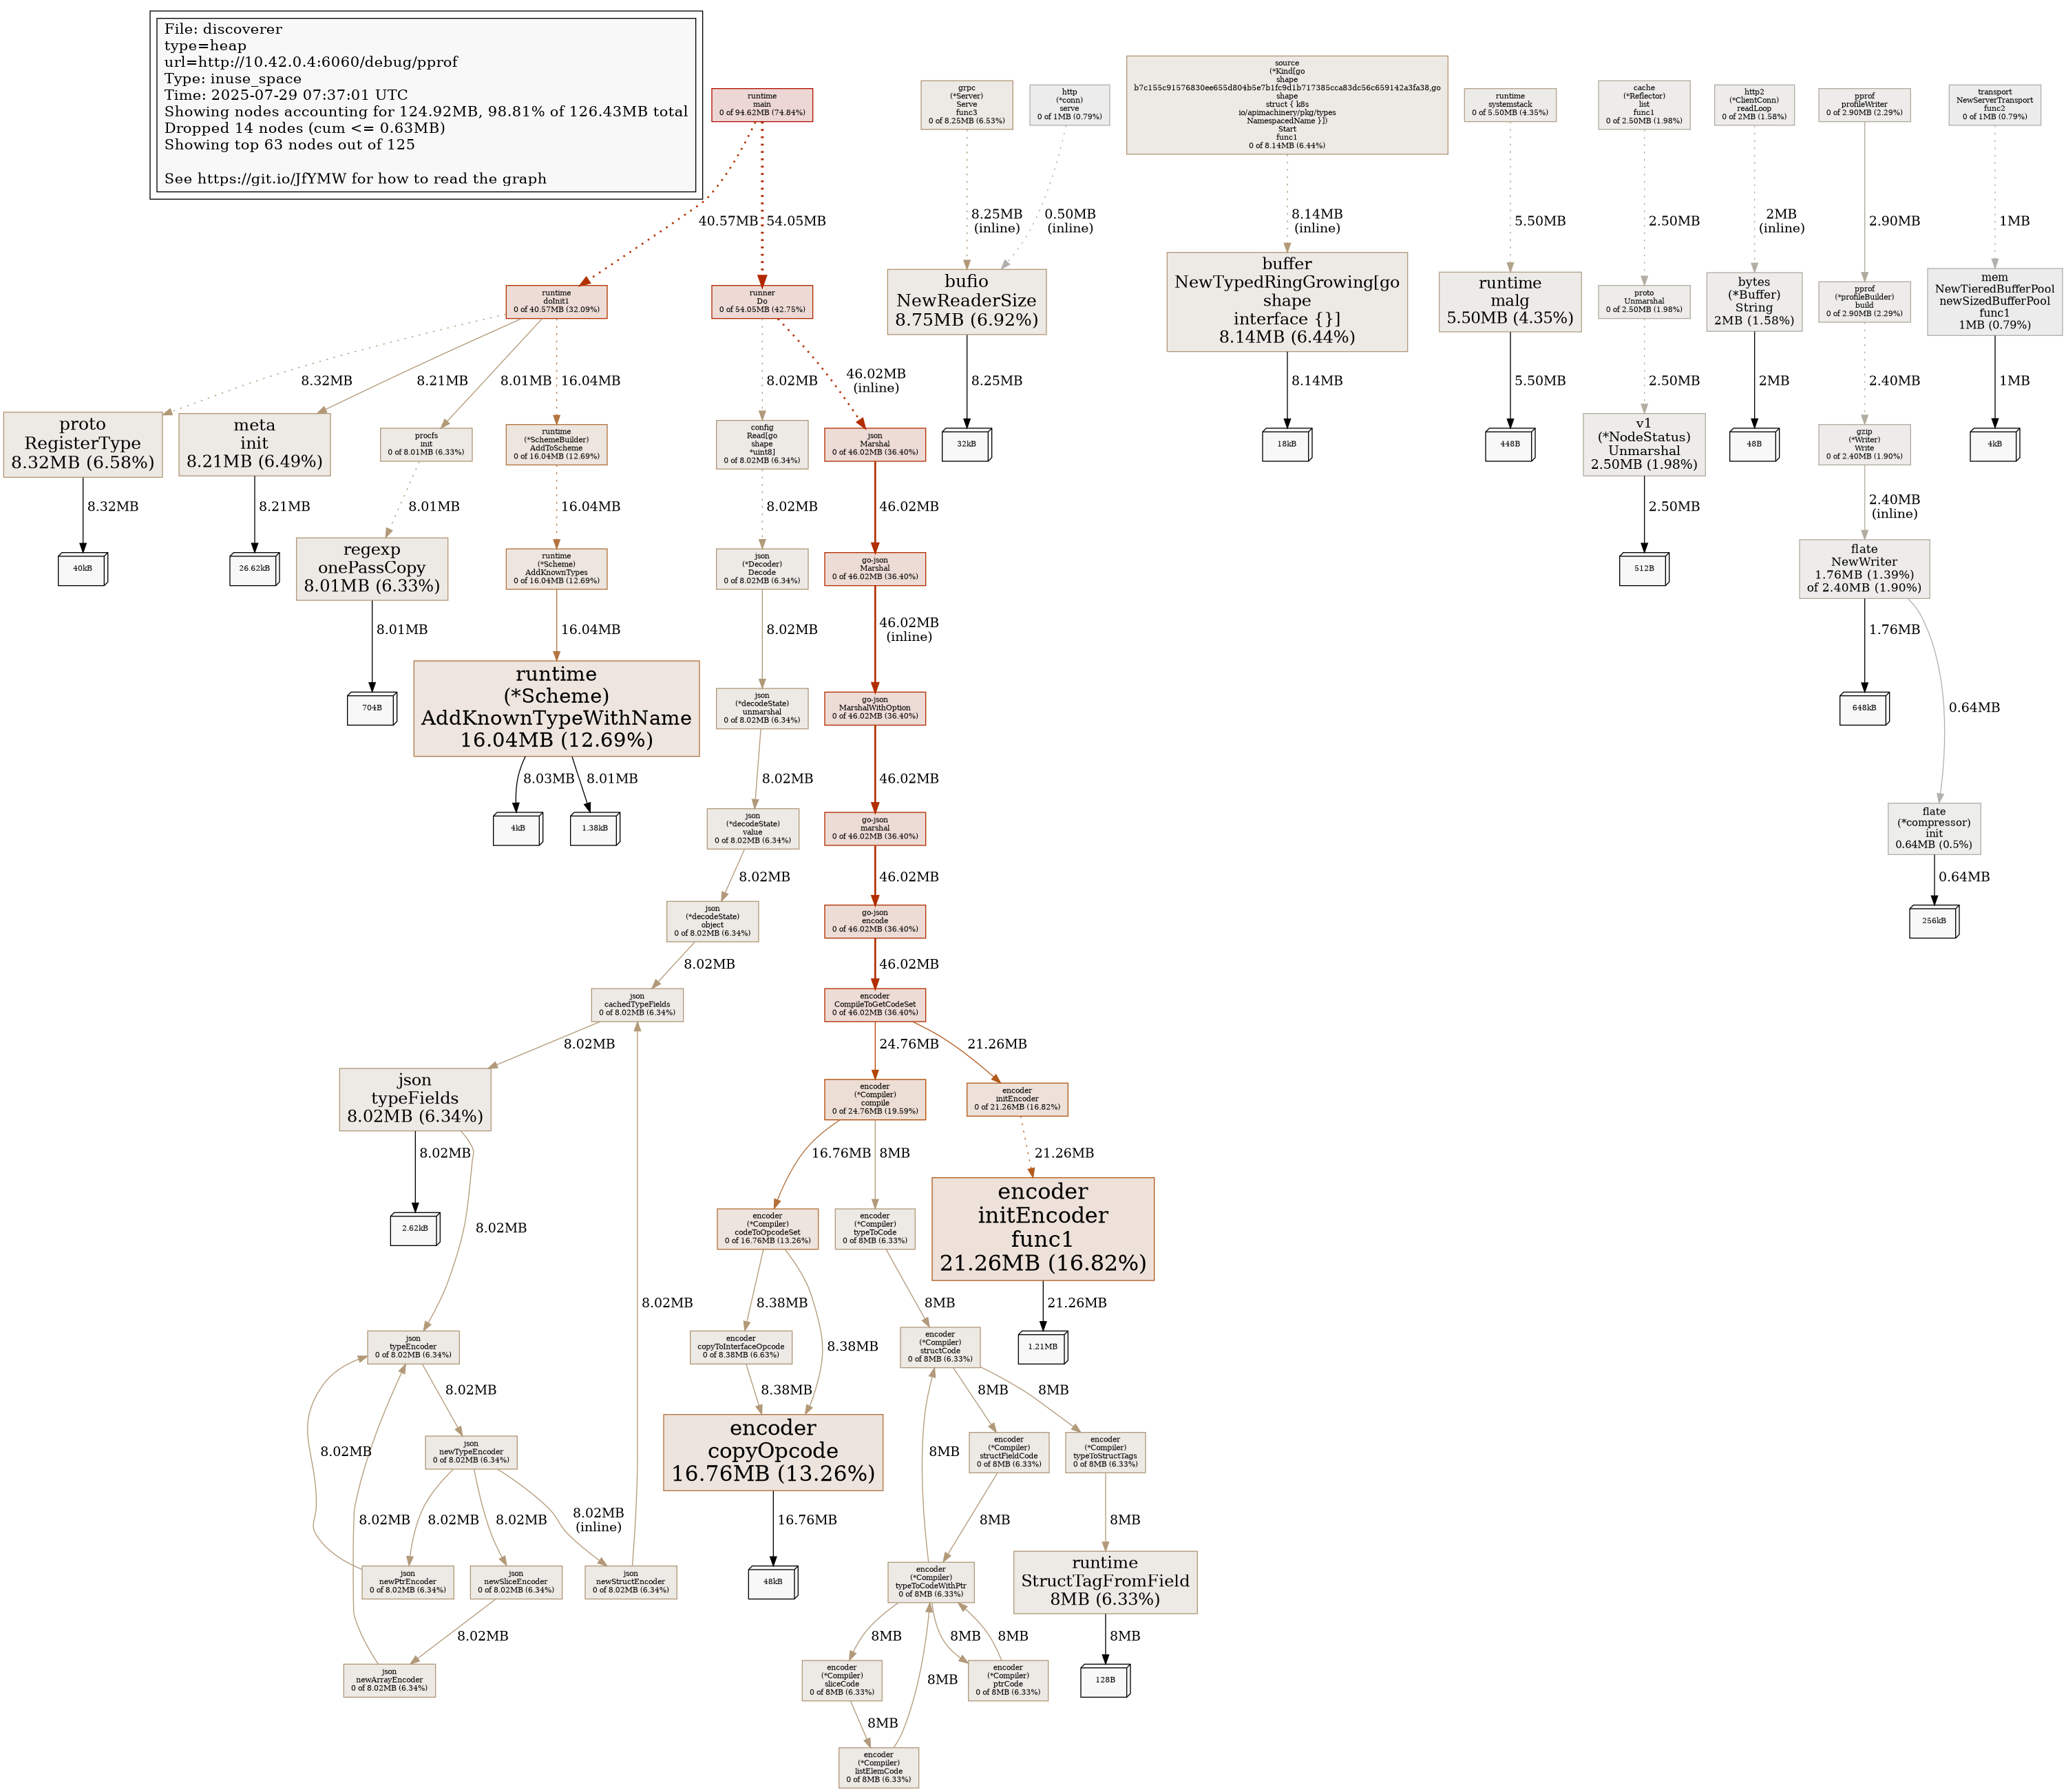 File: discoverer
type=heap
url=http://10.42.0.4:6060/debug/pprof
Type: inuse_space
Time: 2025-07-29 07:37:01 UTC
Showing nodes accounting for 124.92MB, 98.81% of 126.43MB total
Dropped 14 nodes (cum <= 0.63MB)
Showing top 63 nodes out of 125
See https://git.io/JfYMW for how to read the graph
runtime
main
0 of 94.62MB (74.84%)
grpc
(*Server)
Serve
func3
0 of 8.25MB (6.53%)
http
(*conn)
serve
0 of 1MB (0.79%)
source
(*Kind[go
shape
b7c155c91576830ee655d804b5e7b1fc9d1b717385cca83dc56c659142a3fa38,go
shape
struct { k8s
io/apimachinery/pkg/types
NamespacedName }])
Start
func1
0 of 8.14MB (6.44%)
runtime
systemstack
0 of 5.50MB (4.35%)
cache
(*Reflector)
list
func1
0 of 2.50MB (1.98%)
http2
(*ClientConn)
readLoop
0 of 2MB (1.58%)
pprof
profileWriter
0 of 2.90MB (2.29%)
transport
NewServerTransport
func2
0 of 1MB (0.79%)
40.57MB
54.05MB
8.25MB
(inline)
0.50MB
(inline)
8.14MB
(inline)
5.50MB
2.50MB
2MB
(inline)
2.90MB
1MB
runtime
doInit1
0 of 40.57MB (32.09%)
runner
Do
0 of 54.05MB (42.75%)
bufio
NewReaderSize
8.75MB (6.92%)
buffer
NewTypedRingGrowing[go
shape
interface {}]
8.14MB (6.44%)
runtime
malg
5.50MB (4.35%)
proto
Unmarshal
0 of 2.50MB (1.98%)
bytes
(*Buffer)
String
2MB (1.58%)
pprof
(*profileBuilder)
build
0 of 2.90MB (2.29%)
mem
NewTieredBufferPool
newSizedBufferPool
func1
1MB (0.79%)
8.32MB
8.21MB
8.01MB
16.04MB
8.02MB
46.02MB
(inline)
8.25MB
8.14MB
5.50MB
2.50MB
2MB
2.40MB
1MB
proto
RegisterType
8.32MB (6.58%)
meta
init
8.21MB (6.49%)
procfs
init
0 of 8.01MB (6.33%)
runtime
(*SchemeBuilder)
AddToScheme
0 of 16.04MB (12.69%)
config
Read[go
shape
*uint8]
0 of 8.02MB (6.34%)
json
Marshal
0 of 46.02MB (36.40%)
32kB
18kB
448B
v1
(*NodeStatus)
Unmarshal
2.50MB (1.98%)
48B
gzip
(*Writer)
Write
0 of 2.40MB (1.90%)
4kB
8.32MB
8.21MB
8.01MB
16.04MB
8.02MB
46.02MB
2.50MB
2.40MB
(inline)
40kB
26.62kB
regexp
onePassCopy
8.01MB (6.33%)
runtime
(*Scheme)
AddKnownTypes
0 of 16.04MB (12.69%)
json
(*Decoder)
Decode
0 of 8.02MB (6.34%)
go-json
Marshal
0 of 46.02MB (36.40%)
512B
flate
NewWriter
1.76MB (1.39%)
of 2.40MB (1.90%)
8.01MB
16.04MB
8.02MB
46.02MB
(inline)
1.76MB
0.64MB
704B
runtime
(*Scheme)
AddKnownTypeWithName
16.04MB (12.69%)
json
(*decodeState)
unmarshal
0 of 8.02MB (6.34%)
go-json
MarshalWithOption
0 of 46.02MB (36.40%)
648kB
8.03MB
8.01MB
8.02MB
46.02MB
4kB
1.38kB
json
(*decodeState)
value
0 of 8.02MB (6.34%)
go-json
marshal
0 of 46.02MB (36.40%)
flate
(*compressor)
init
0.64MB (0.5%)
8.02MB
46.02MB
0.64MB
json
(*decodeState)
object
0 of 8.02MB (6.34%)
go-json
encode
0 of 46.02MB (36.40%)
256kB
8.02MB
46.02MB
json
cachedTypeFields
0 of 8.02MB (6.34%)
encoder
CompileToGetCodeSet
0 of 46.02MB (36.40%)
8.02MB
24.76MB
21.26MB
json
typeFields
8.02MB (6.34%)
encoder
(*Compiler)
compile
0 of 24.76MB (19.59%)
encoder
initEncoder
0 of 21.26MB (16.82%)
8.02MB
16.76MB
8MB
21.26MB
2.62kB
8.02MB
encoder
(*Compiler)
codeToOpcodeSet
0 of 16.76MB (13.26%)
encoder
(*Compiler)
typeToCode
0 of 8MB (6.33%)
encoder
initEncoder
func1
21.26MB (16.82%)
8.02MB
8.38MB
8.38MB
8MB
21.26MB
json
typeEncoder
0 of 8.02MB (6.34%)
encoder
copyToInterfaceOpcode
0 of 8.38MB (6.63%)
encoder
(*Compiler)
structCode
0 of 8MB (6.33%)
1.21MB
8.02MB
8.38MB
8MB
8MB
json
newTypeEncoder
0 of 8.02MB (6.34%)
encoder
copyOpcode
16.76MB (13.26%)
8MB
encoder
(*Compiler)
structFieldCode
0 of 8MB (6.33%)
encoder
(*Compiler)
typeToStructTags
0 of 8MB (6.33%)
8.02MB
8.02MB
8.02MB
8.02MB
8.02MB
(inline)
16.76MB
8MB
8MB
json
newPtrEncoder
0 of 8.02MB (6.34%)
json
newSliceEncoder
0 of 8.02MB (6.34%)
json
newStructEncoder
0 of 8.02MB (6.34%)
48kB
encoder
(*Compiler)
typeToCodeWithPtr
0 of 8MB (6.33%)
runtime
StructTagFromField
8MB (6.33%)
8.02MB
8MB
8MB
8MB
8MB
json
newArrayEncoder
0 of 8.02MB (6.34%)
encoder
(*Compiler)
sliceCode
0 of 8MB (6.33%)
8MB
encoder
(*Compiler)
ptrCode
0 of 8MB (6.33%)
128B
8MB
encoder
(*Compiler)
listElemCode
0 of 8MB (6.33%)